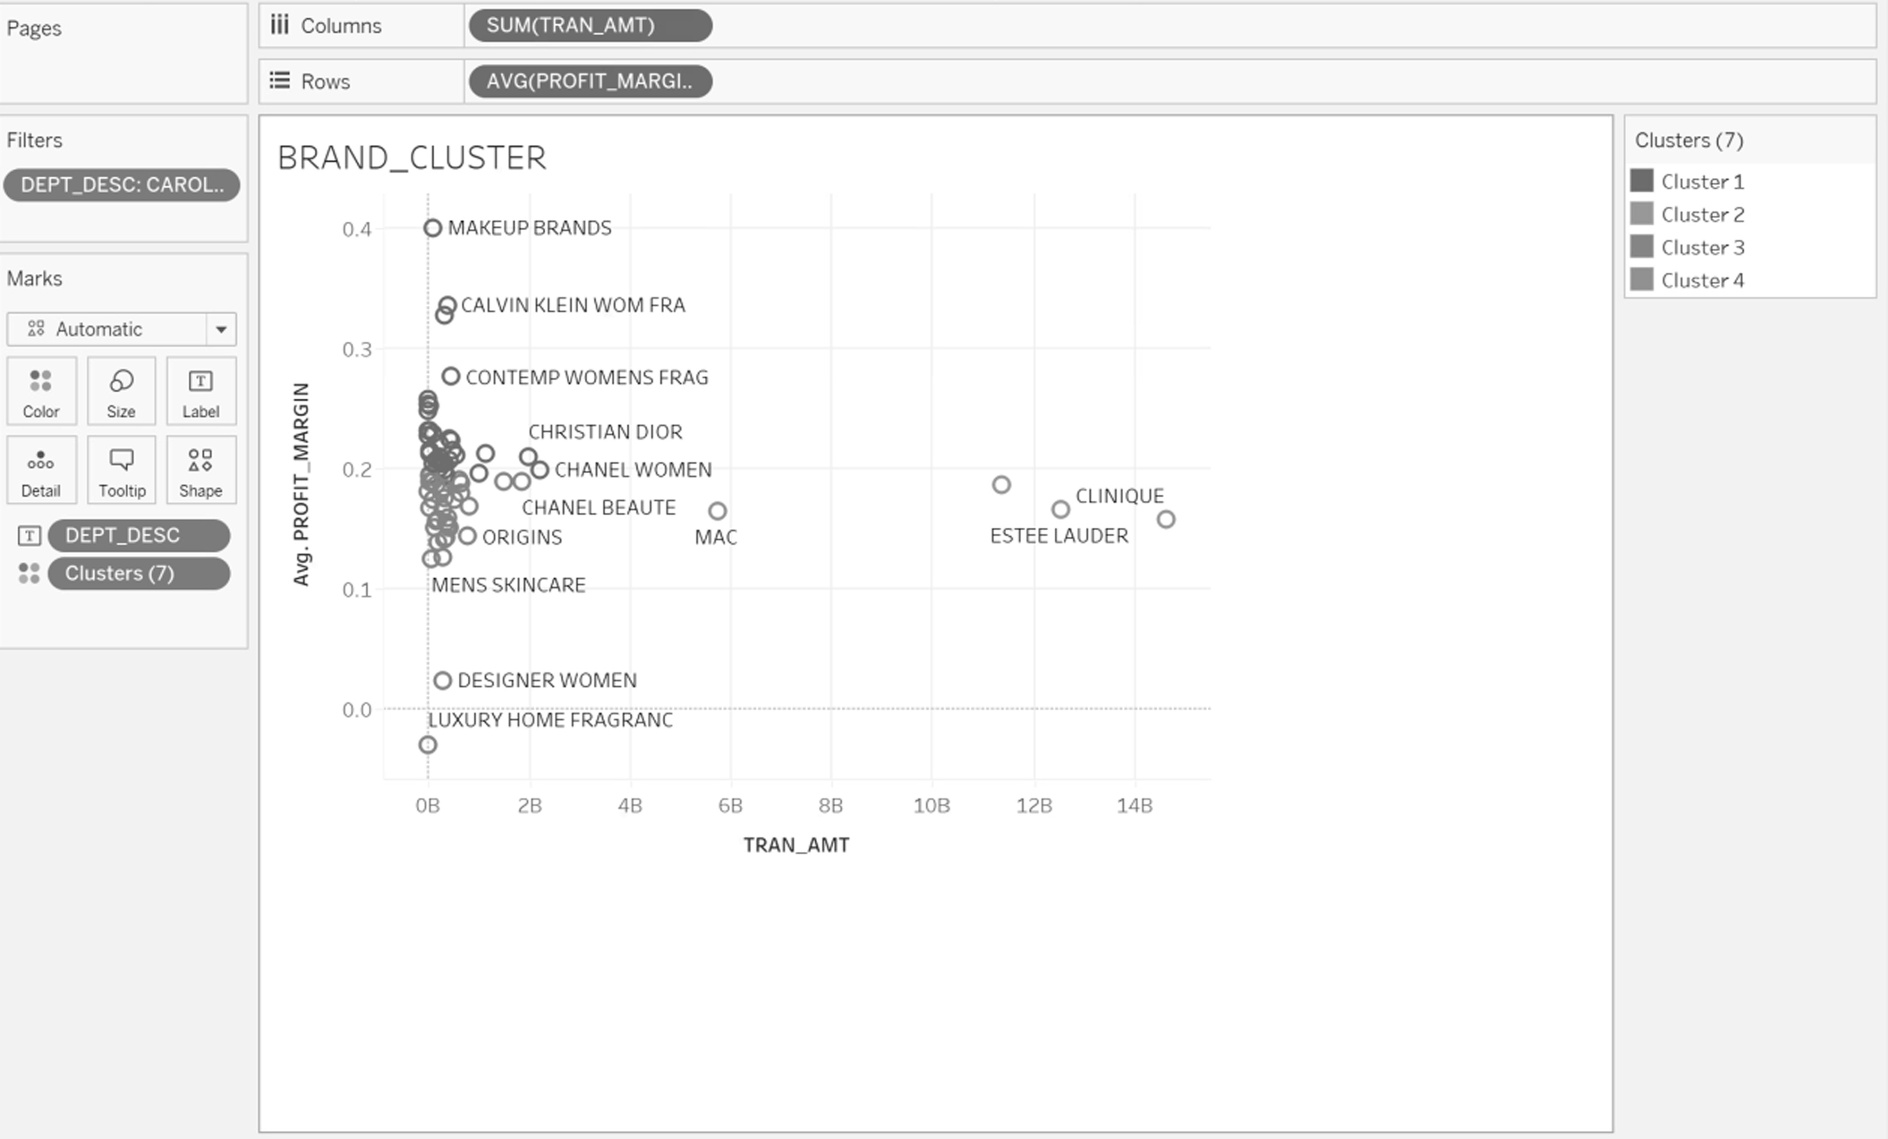 Pages
Columns
SUM(TRAN_AMT)
Rows
AVG(PROFIT_MARGI..
Filters
DEPT_DESC: CAROL..
Marks
Automatic
Color
Size
Label
Detail
Tooltip
Shape
DEPT_DESC
Clusters (7)
BRAND_CLUSTER
Avg. PROFIT_MARGIN
0.4
0.3
0.2
0.1
0.0
MAKEUP BRANDS
CALVIN KLEIN WOM FRA
CONTEMP WOMENS FRAG
CHRISTIAN DIOR
CHANEL WOMEN
CLINIQUE
CHANEL BEAUTE
ORIGINS
MAC
ESTEE LAUDER
MENS SKINCARE
DESIGNER WOMEN
LUXURY HOME FRAGRANC
0B
2B
4B
6B
8B
10B
12B
14B
TRAN_AMT
Clusters (7)
Cluster 1
Cluster 2
Cluster 3
Cluster 4